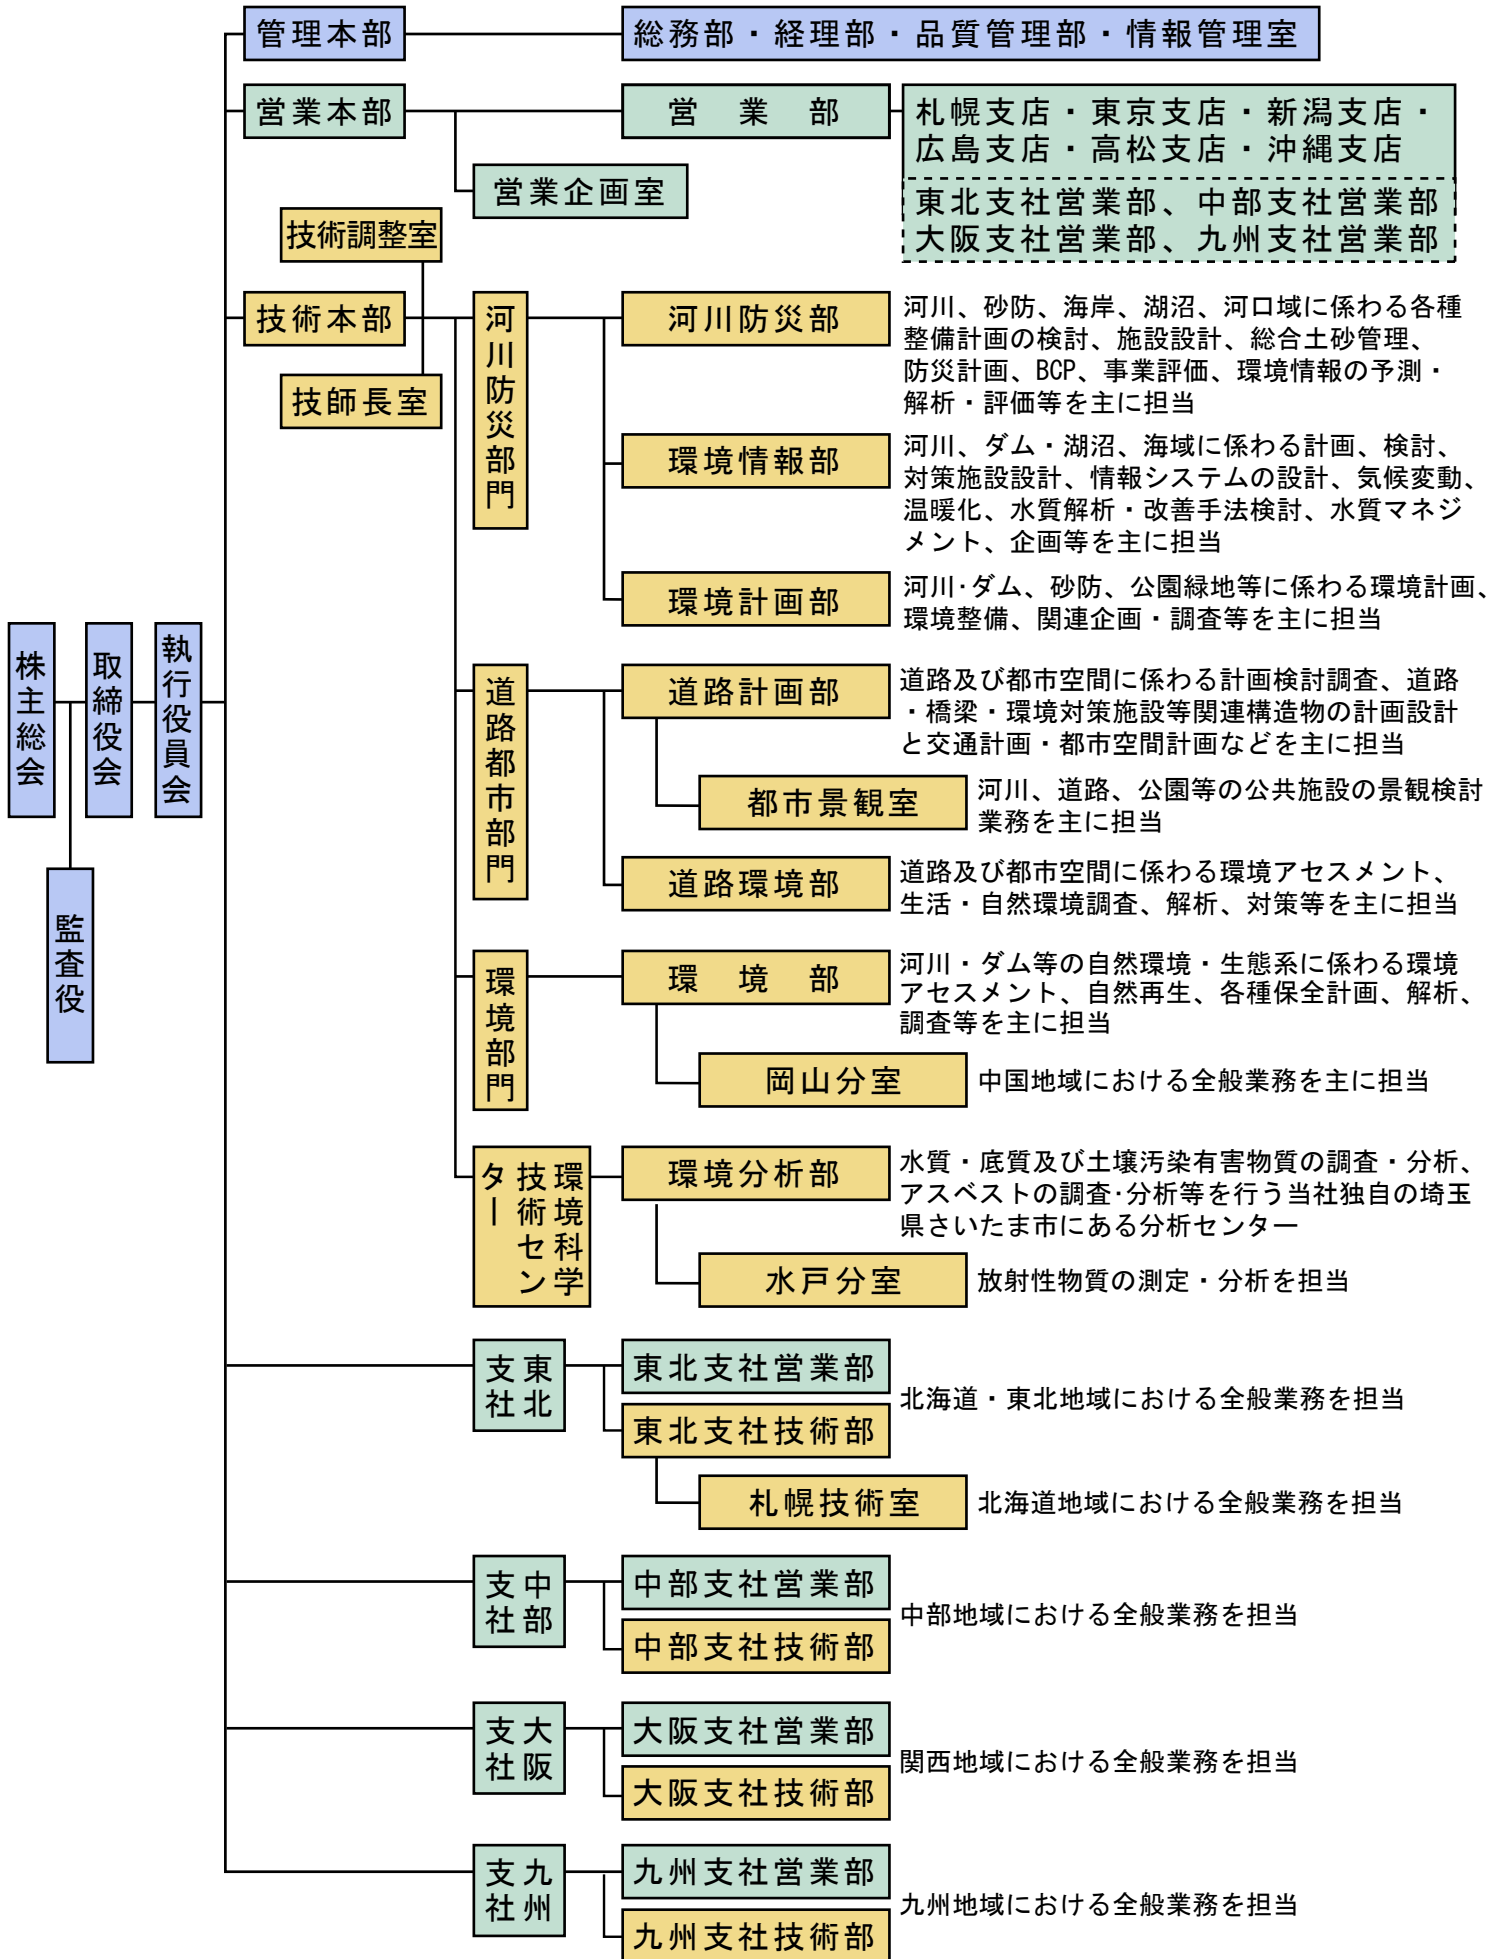 管理本部
総務部・経理部・品質管理部・情報管理室
営業本部
営業部
札幌支店・東京支店・新潟支店・
広島支店・高松支店・沖縄支店
東北支社営業部、中部支社営業部
大阪支社営業部、九州支社営業部
営業企画室
技術調整室
技術本部
技師長室
河川防災部門
河川防災部
河川、砂防、海岸、湖沼、河口域に係わる各種
整備計画の検討、施設設計、総合土砂管理、
防災計画、BCP、事業評価、環境情報の予測・
解析・評価等を主に担当
環境情報部
河川、ダム・湖沼、海域に係わる計画、検討、
対策施設設計、情報システムの設計、気候変動、
温暖化、水質解析・改善手法検討、水質マネジ
メント、企画等を主に担当
環境計画部
河川・ダム、砂防、公園緑地等に係わる環境計画、
環境整備、関連企画・調査等を主に担当
株主総会
取締役会
執行役員会
監査役
道路都市部門
道路計画部
道路及び都市空間に係わる計画検討調査、道路
・橋梁・環境対策施設等関連構造物の計画設計
と交通計画・都市空間計画などを主に担当
都市景観室
河川、道路、公園等の公共施設の景観検討
業務を主に担当
道路環境部
道路及び都市空間に係わる環境アセスメント、
生活・自然環境調査、解析、対策等を主に担当
環境部門
環境部
河川・ダム等の自然環境・生態系に係わる環境
アセスメント、自然再生、各種保全計画、解析、
調査等を主に担当
岡山分室
中国地域における全般業務を主に担当
環境科学
技術セン
ター
環境分析部
水質・底質及び土壌汚染有害物質の調査・分析、
アスベストの調査・分析等を行う当社独自の埼玉
県さいたま市にある分析センター
水戸分室
放射性物質の測定・分析を担当
東北
支社
東北支社営業部
東北支社技術部
北海道・東北地域における全般業務を担当
札幌技術室
北海道地域における全般業務を担当
中部
支社
中部支社営業部
中部支社技術部
中部地域における全般業務を担当
大阪
支社
大阪支社営業部
大阪支社技術部
関西地域における全般業務を担当
九州
支社
九州支社営業部
九州支社技術部
九州地域における全般業務を担当